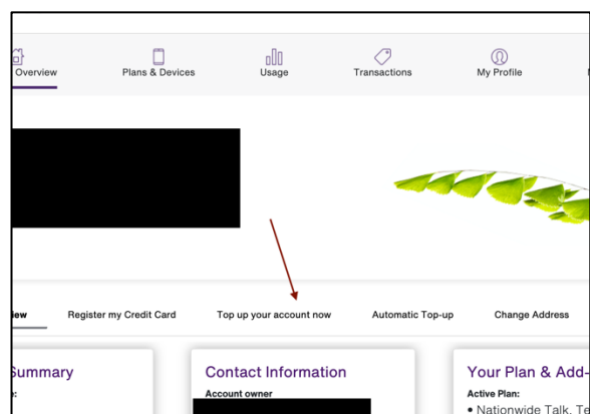 Overview
Plans & Devices
Usage
Transactions
My Profile
Register my Credit Card
Top up your account now
Automatic Top-up
Change Address
Summary
Contact Information
Account owner
Your Plan & Add-
Active Plan:
• Nationwide Talk, Te